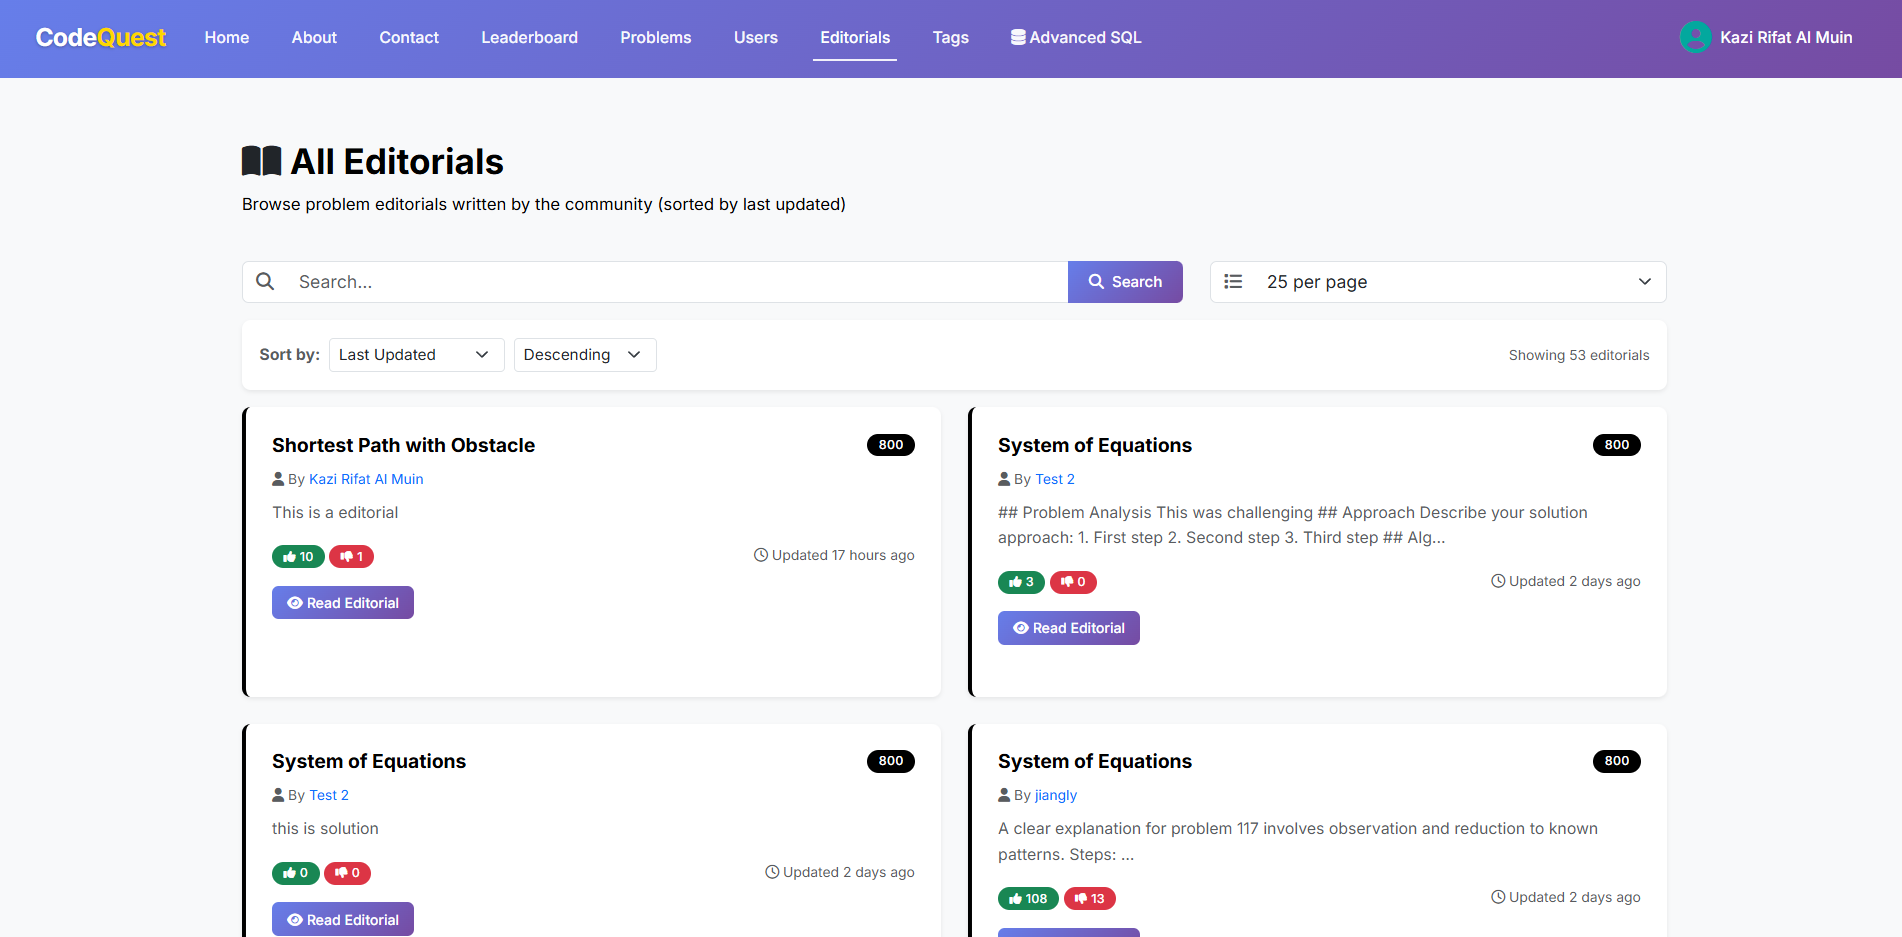 CodeQuest Home About Contact Leaderboard Problems Users Editorials Tags Advanced SQL Kazi Rifat Al Muin
All Editorials
Browse problem editorials written by the community (sorted by last updated)
Search... Search 25 per page
Sort by: Last Updated Descending Showing 53 editorials
Shortest Path with Obstacle 800
By Kazi Rifat Al Muin
This is a editorial
10 1 Updated 17 hours ago
Read Editorial
System of Equations 800
By Test 2
## Problem Analysis This was challenging ## Approach Describe your solution
approach: 1. First step 2. Second step 3. Third step ## Alg...
3 0 Updated 2 days ago
Read Editorial
System of Equations 800
By Test 2
this is solution
0 0 Updated 2 days ago
Read Editorial
System of Equations 800
By jiangly
A clear explanation for problem 117 involves observation and reduction to known
patterns. Steps: ...
108 13 Updated 2 days ago